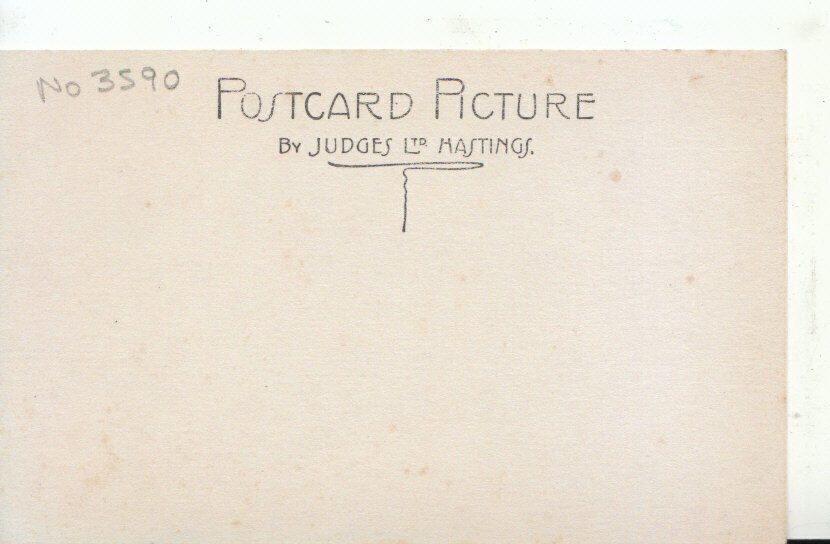 No 3590
POSTCARD PICTURE
BY JUDGES LTD. HASTINGS.